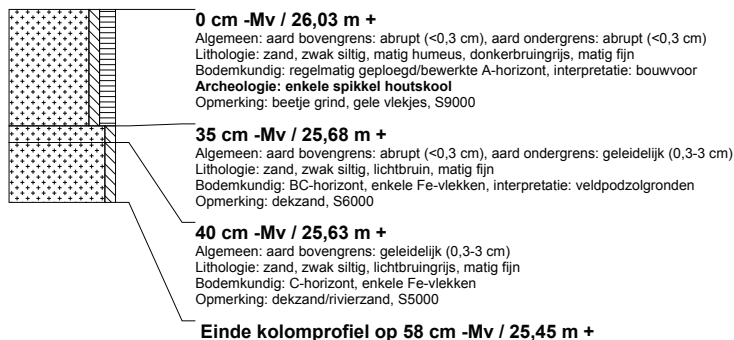 0 cm -Mv / 26,03 m +
Algemeen: aard bovengrens: abrupt (<0,3 cm), aard ondergrens: abrupt (<0,3 cm)
Lithologie: zand, zwak siltig, matig humeus, donkerbruingrijs, matig fijn
Bodemkundig: regelmatig geploegd/bewerkte A-horizont, interpretatie: bouwvoor
Archeologie: enkele spikkel houtskool
Opmerking: beetje grind, gele vlekjes, S9000
35 cm -Mv / 25,68 m +
Algemeen: aard bovengrens: abrupt (<0,3 cm), aard ondergrens: geleidelijk (0,3-3 cm)
Lithologie: zand, zwak siltig, lichtbruin, matig fijn
Bodemkundig: BC-horizont, enkele Fe-vlekken, interpretatie: veldpodzolgronden
Opmerking: dekzand, S6000
40 cm -Mv / 25,63 m +
Algemeen: aard bovengrens: geleidelijk (0,3-3 cm)
Lithologie: zand, zwak siltig, lichtbruingrijs, matig fijn
Bodemkundig: C-horizont, enkele Fe-vlekken
Opmerking: dekzand/rivierzand, S5000
Einde kolomprofiel op 58 cm -Mv / 25,45 m +